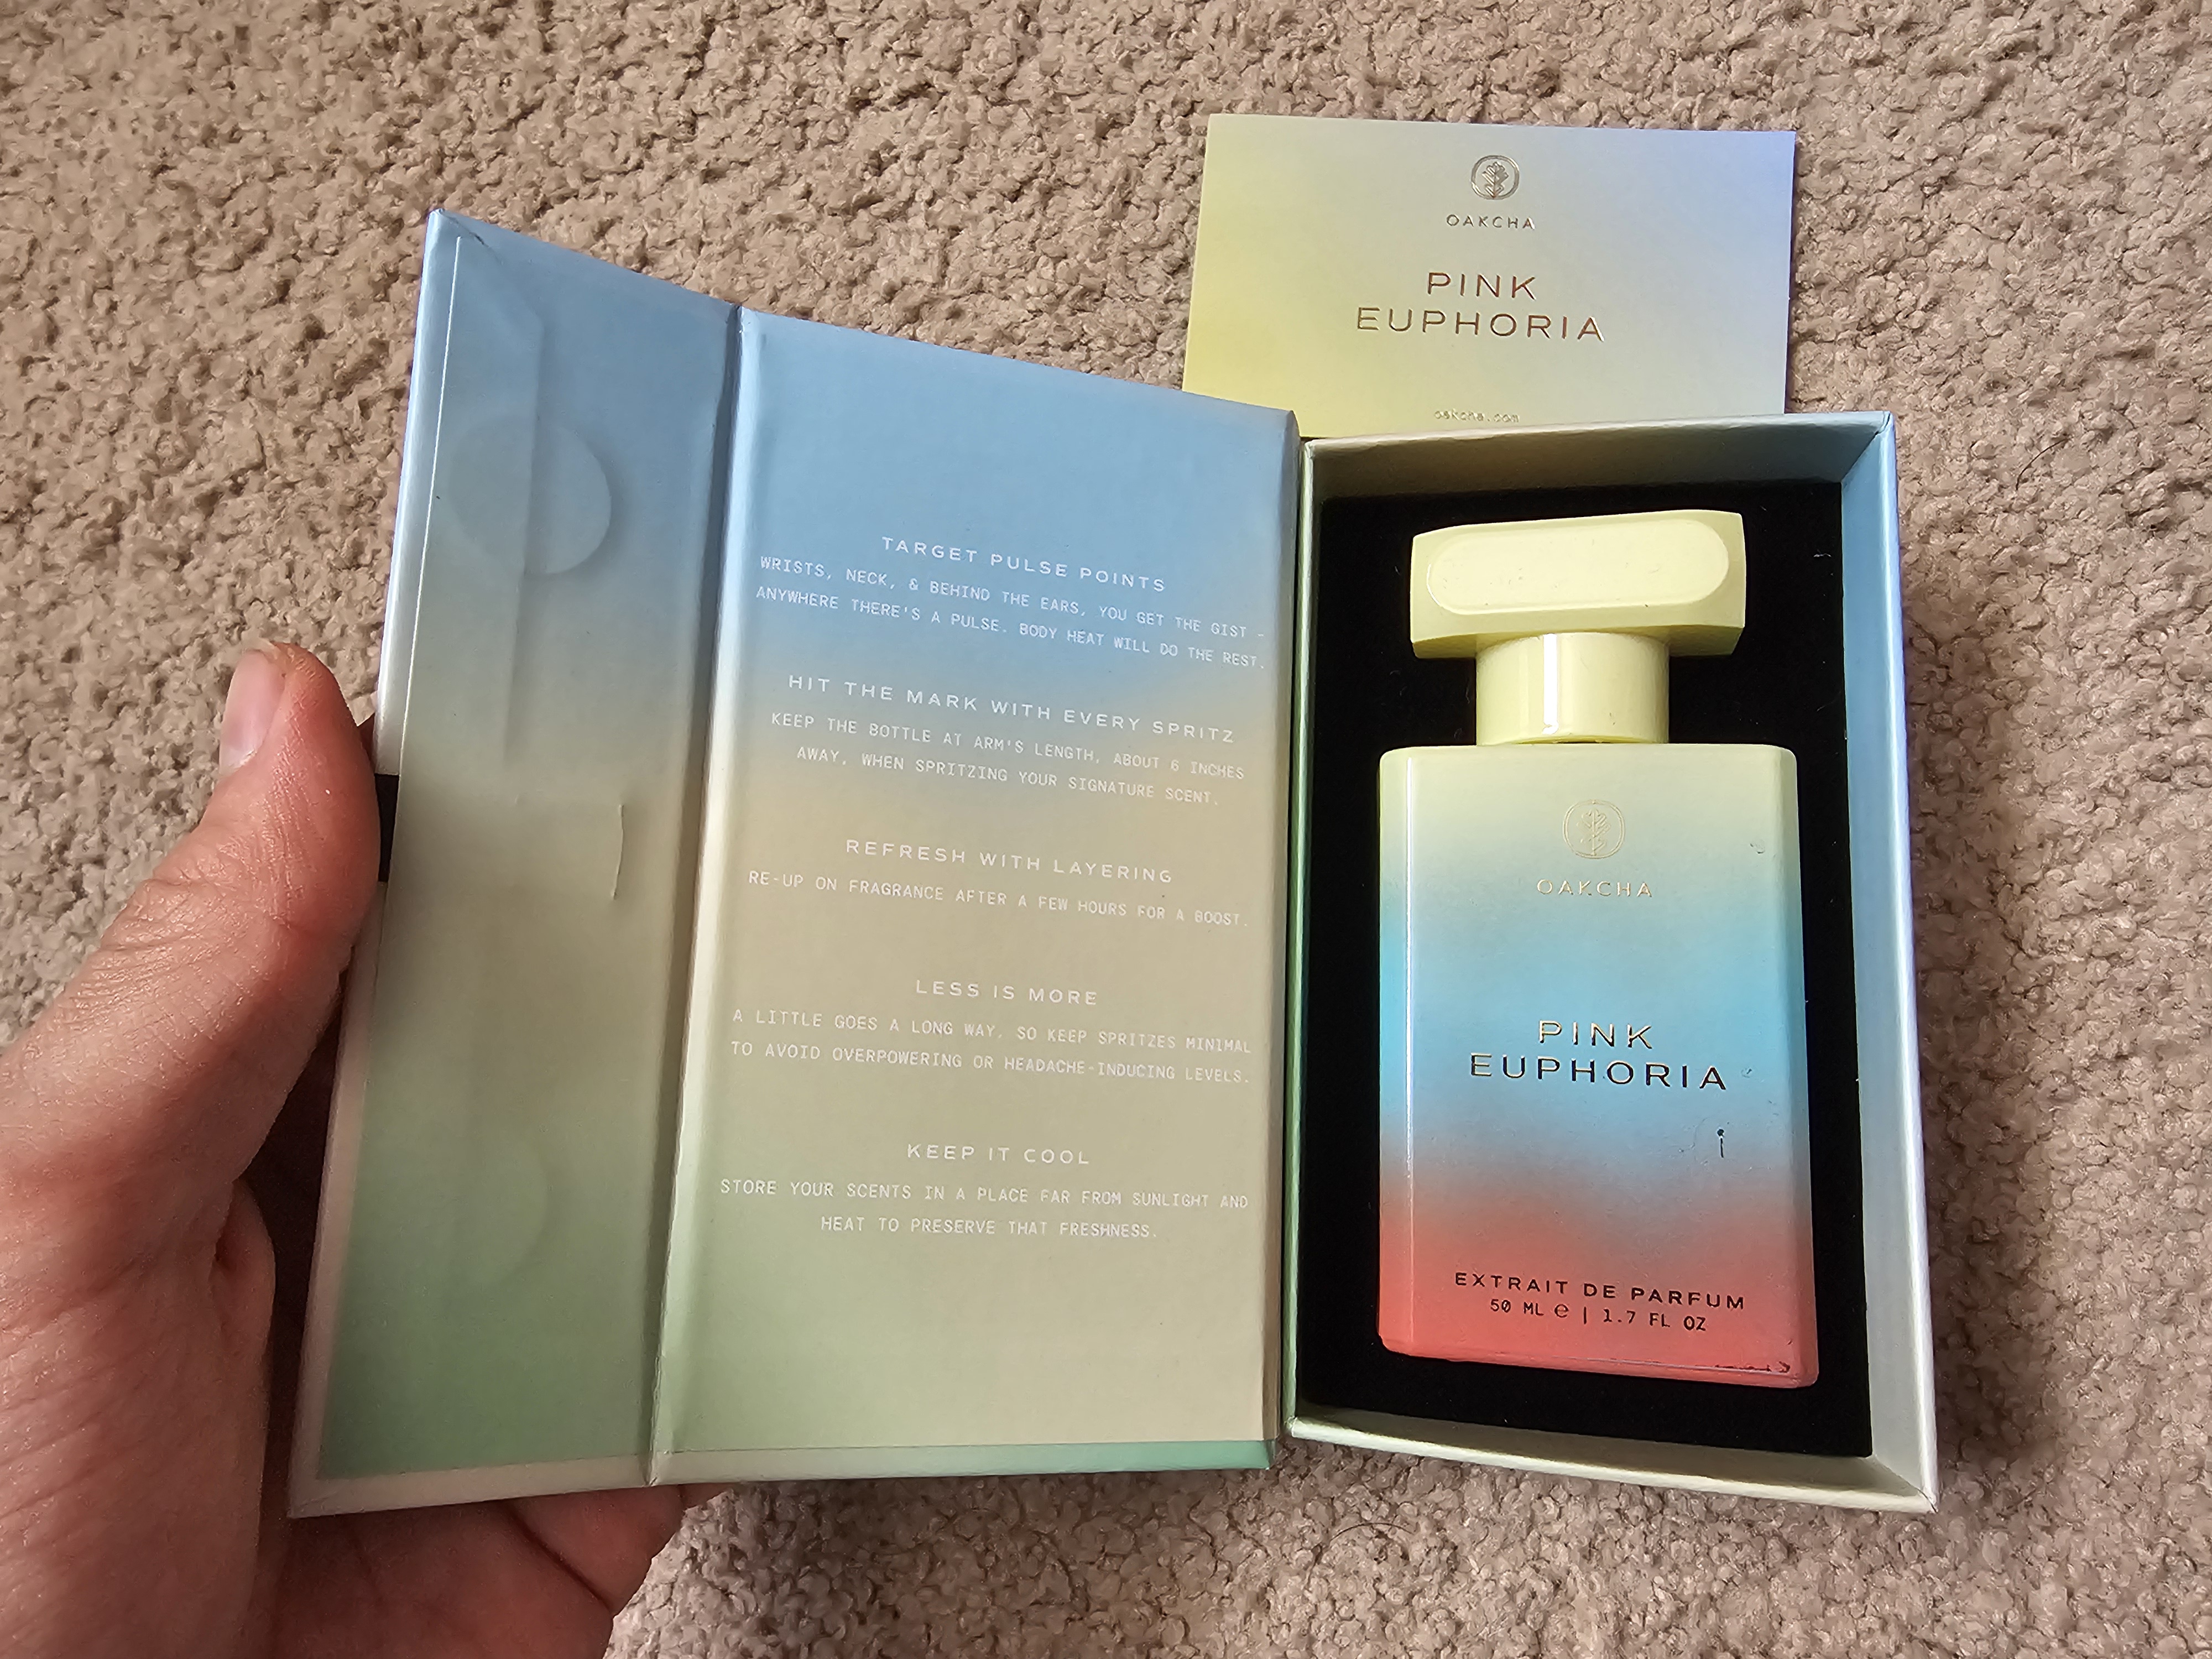 TARGET PULSE POINTS
WRISTS, NECK, & BEHIND THE EARS, YOU GET THE GIST -
ANYWHERE THERE'S A PULSE. BODY HEAT WILL DO THE REST.
HIT THE MARK WITH EVERY SPRITZ
KEEP THE BOTTLE AT ARM'S LENGTH, ABOUT 6 INCHES
AWAY, WHEN SPRITZING YOUR SIGNATURE SCENT.
REFRESH WITH LAYERING
RE-UP ON FRAGRANCE AFTER A FEW HOURS FOR A BOOST.
LESS IS MORE
A LITTLE GOES A LONG WAY, SO KEEP SPRITZES MINIMAL
TO AVOID OVERPOWERING OR HEADACHE-INDUCING LEVELS.
KEEP IT COOL
STORE YOUR SCENTS IN A PLACE FAR FROM SUNLIGHT AND
HEAT TO PRESERVE THAT FRESHNESS.
OAKCHA
PINK
EUPHORIA
oakcha.com
OAKCHA
PINK
EUPHORIA
EXTRAIT DE PARFUM
50 ML ℮ | 1.7 FL OZ